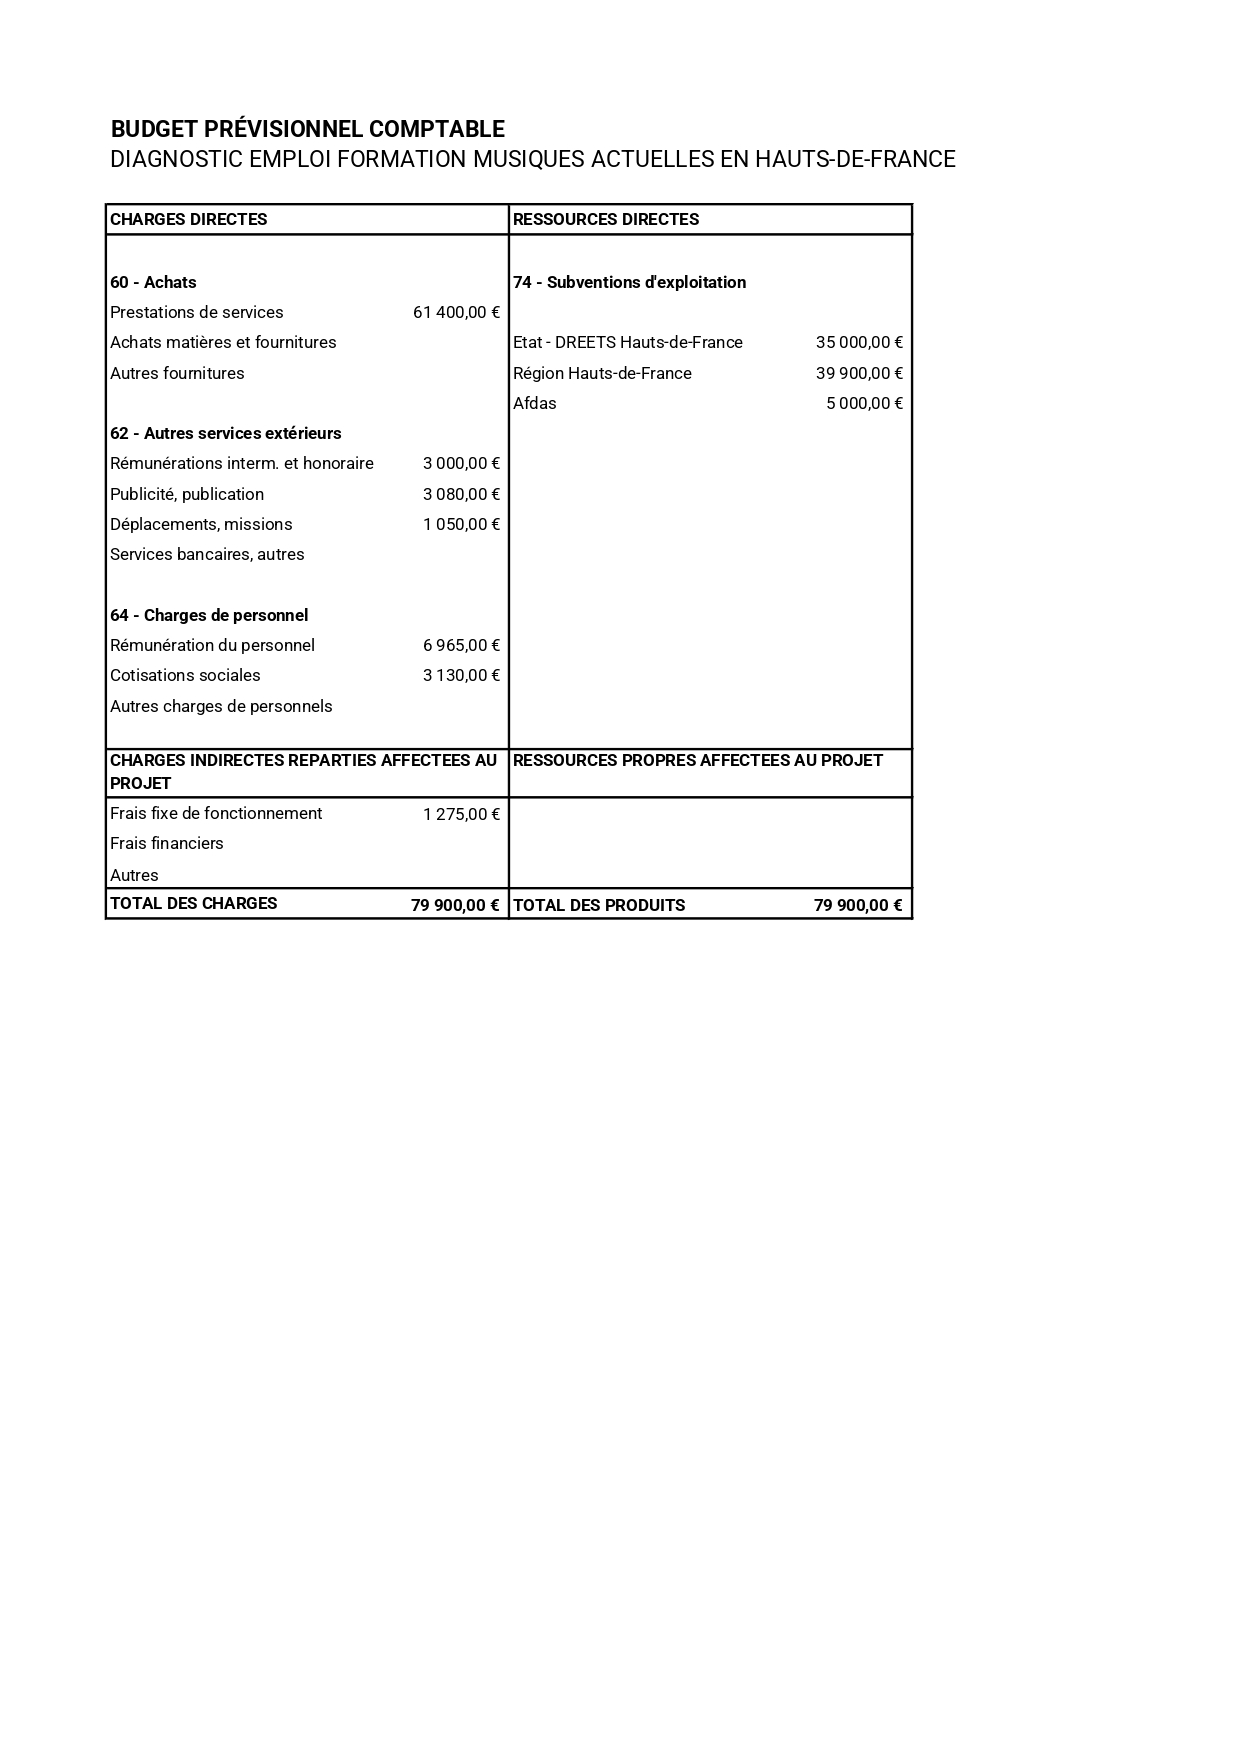 BUDGET PRÉVISIONNEL COMPTABLE
DIAGNOSTIC EMPLOI FORMATION MUSIQUES ACTUELLES EN HAUTS-DE-FRANCE
CHARGES DIRECTES
60 - Achats
Prestations de services 61 400,00 €
Achats matières et fournitures
Autres fournitures
62 - Autres services extérieurs
Rémunérations interm. et honoraire 3 000,00 €
Publicité, publication 3 080,00 €
Déplacements, missions 1 050,00 €
Services bancaires, autres
64 - Charges de personnel
Rémunération du personnel 6 965,00 €
Cotisations sociales 3 130,00 €
Autres charges de personnels
RESSOURCES DIRECTES
74 - Subventions d'exploitation
Etat - DREETS Hauts-de-France 35 000,00 €
Région Hauts-de-France 39 900,00 €
Afdas 5 000,00 €
CHARGES INDIRECTES REPARTIES AFFECTEES AU
PROJET
Frais fixe de fonctionnement 1 275,00 €
Frais financiers
Autres
RESSOURCES PROPRES AFFECTEES AU PROJET
TOTAL DES CHARGES 79 900,00 €
TOTAL DES PRODUITS 79 900,00 €